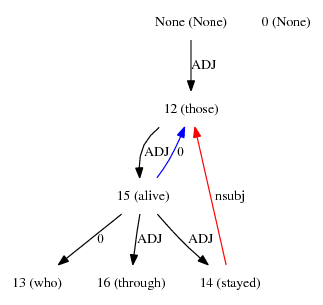 None (None) 0 (None)
ADJ
12 (those)
ADJ 0
nsubj
15 (alive)
0 ADJ ADJ
13 (who) 16 (through) 14 (stayed)